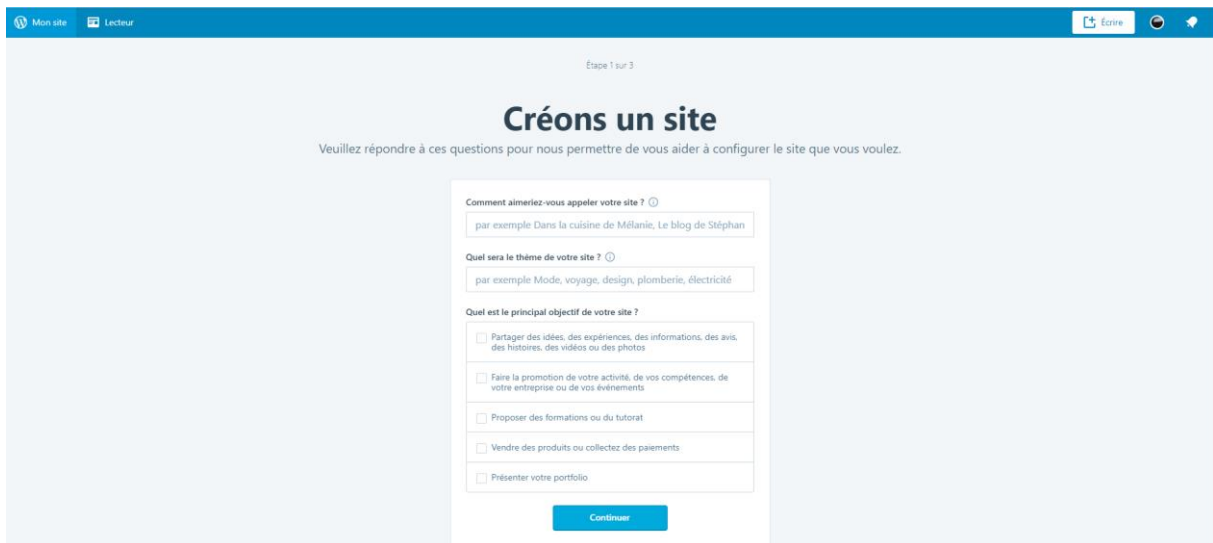 Mon site Lecteur Écrire
Étape 1 sur 3
Créons un site
Veuillez répondre à ces questions pour nous permettre de vous aider à configurer le site que vous voulez.
Comment aimeriez-vous appeler votre site ?
par exemple Dans la cuisine de Mélanie, Le blog de Stéphan
Quel sera le thème de votre site ?
par exemple Mode, voyage, design, plomberie, électricité
Quel est le principal objectif de votre site ?
Partager des idées, des expériences, des informations, des avis,
des histoires, des vidéos ou des photos
Faire la promotion de votre activité, de vos compétences, de
votre entreprise ou de vos événements
Proposer des formations ou du tutorat
Vendre des produits ou collectez des paiements
Présenter votre portfolio
Continuer